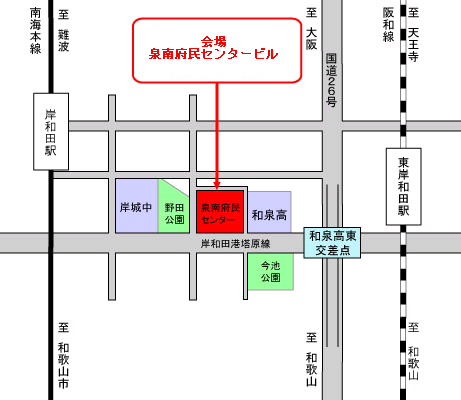 会場
泉南府民センタービル
南海本線
至 難波
至 大阪
国道26号
阪和線
至 天王寺
岸和田駅
東岸和田駅
岸城中
野田
公園
泉南府民
センター
和泉高
岸和田港塔原線
和泉高東
交差点
今池
公園
至 和歌山市
至 和歌山
至 和歌山